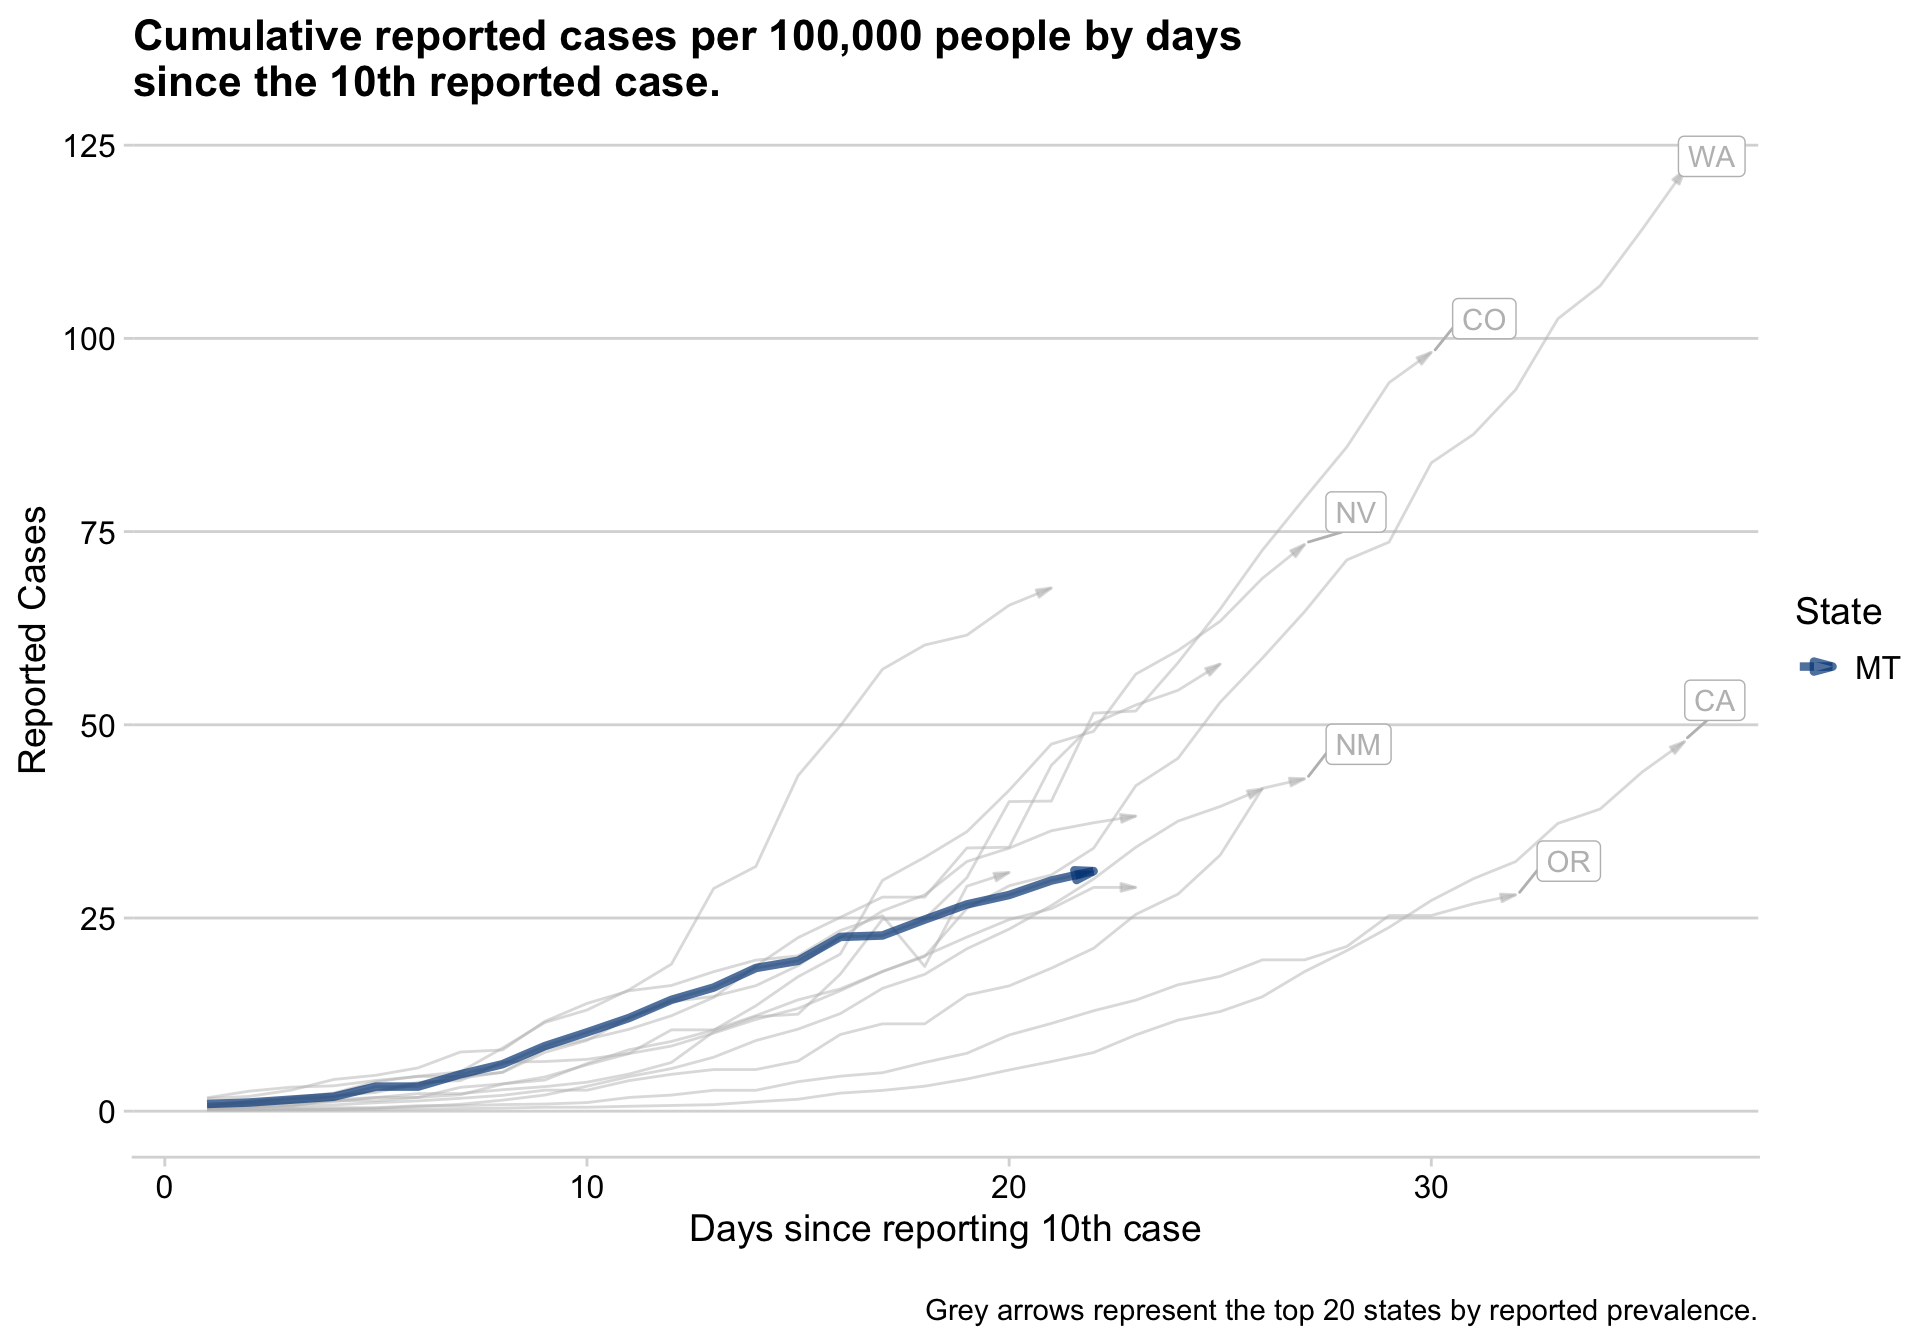 Cumulative reported cases per 100,000 people by days
since the 10th reported case.
125
WA
100
CO
75
NV
Reported Cases
State
MT
50
CA
NM
OR
25
0
0
10
20
30
Days since reporting 10th case
Grey arrows represent the top 20 states by reported prevalence.